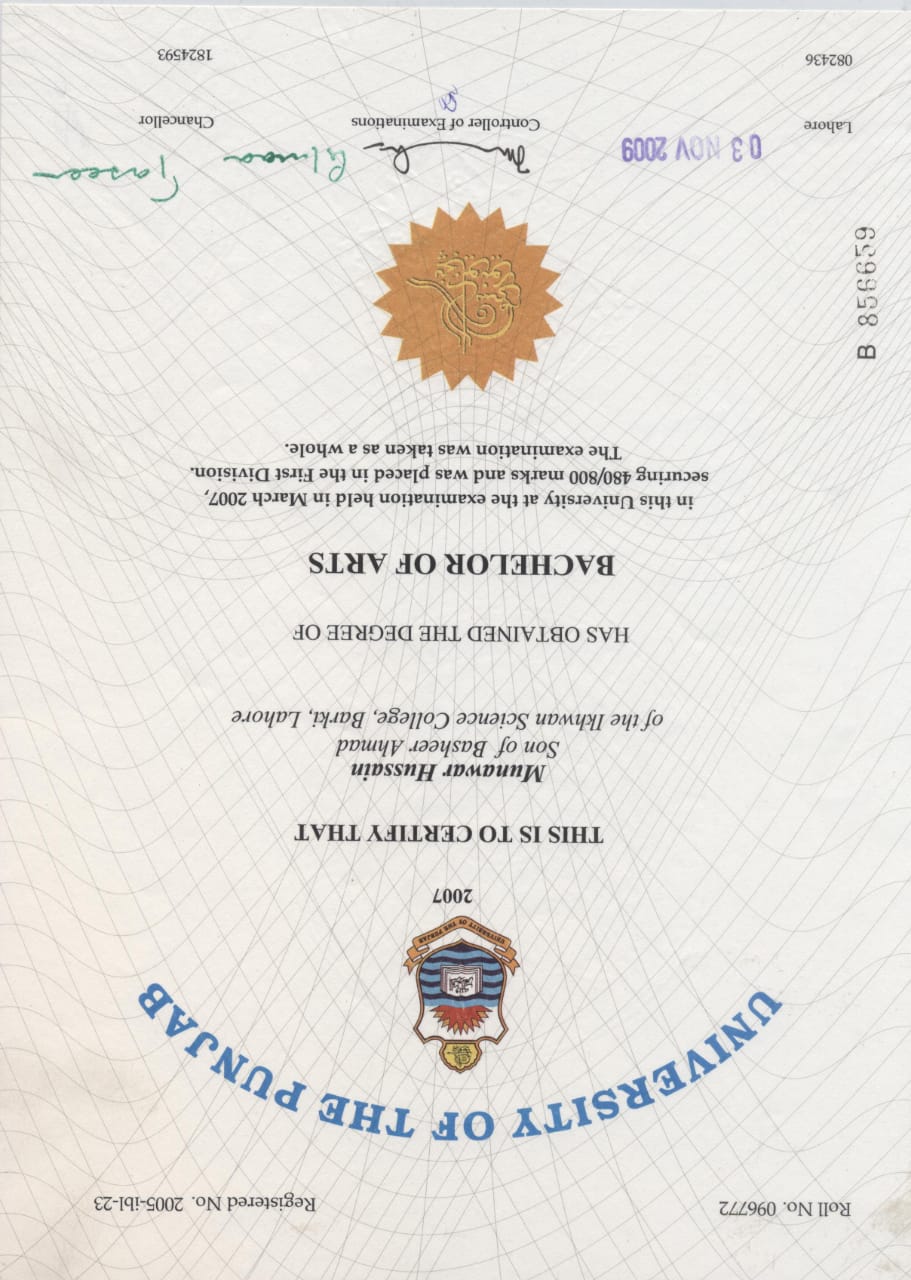 Roll No. 096772
Registered No. 2005-ibl-23
UNIVERSITY OF THE PUNJAB
UNIVERSITY OF THE PUNJAB
2007
THIS IS TO CERTIFY THAT
Munawar Hussain
Son of Basheer Ahmad
of the Ikhwan Science College, Barki, Lahore
HAS OBTAINED THE DEGREE OF
BACHELOR OF ARTS
in this University at the examination held in March 2007,
securing 480/800 marks and was placed in the First Division.
The examination was taken as a whole.
B 856659
پنجاب یونیورسٹی
03 NOV 2009
Taseer
Lahore
Controller of Examinations
Chancellor
082436
1824593